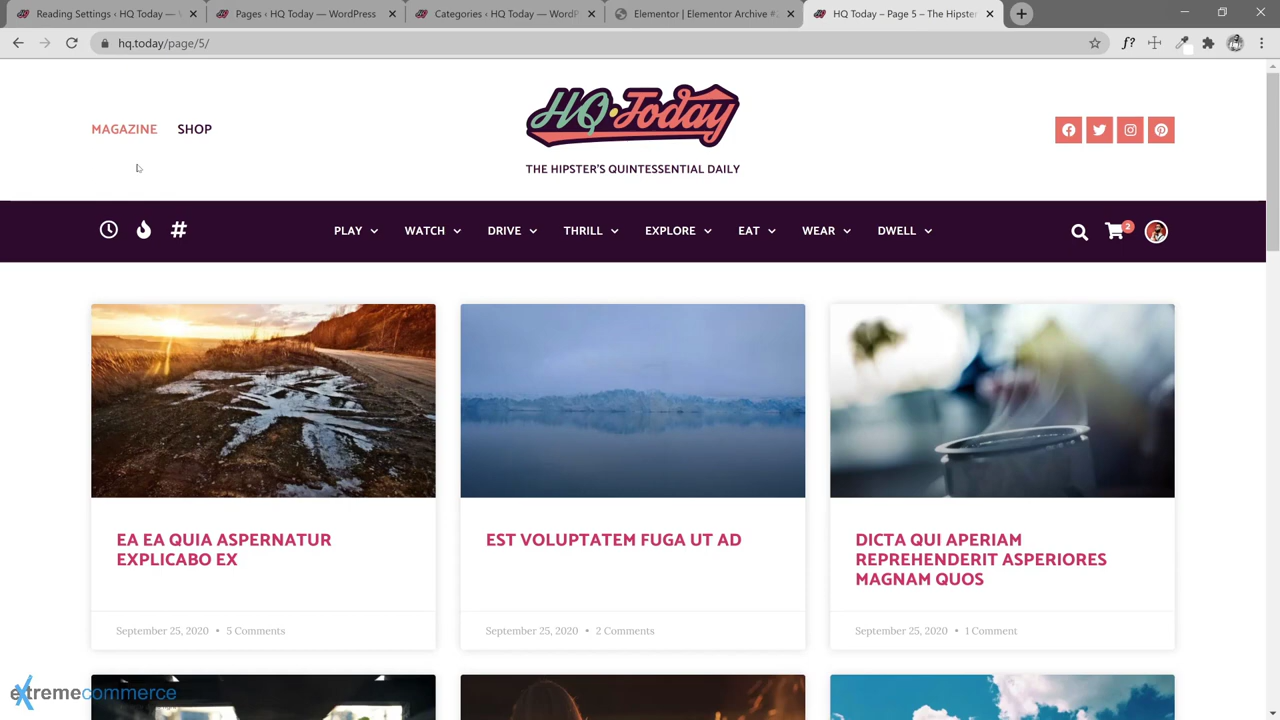 Reading Settings ‹ HQ Today —
Pages ‹ HQ Today — WordPress
Categories ‹ HQ Today — WordP
Elementor | Elementor Archive #
HQ Today – Page 5 – The Hipster
hq.today/page/5/
f?
MAGAZINE
SHOP
HQ Today
THE HIPSTER'S QUINTESSENTIAL DAILY
#
PLAY
WATCH
DRIVE
THRILL
EXPLORE
EAT
WEAR
DWELL
2
EA EA QUIA ASPERNATUR
EXPLICABO EX
September 25, 2020 • 5 Comments
EST VOLUPTATEM FUGA UT AD
September 25, 2020 • 2 Comments
DICTA QUI APERIAM
REPREHENDERIT ASPERIORES
MAGNAM QUOS
September 25, 2020 • 1 Comment
extremecommerce